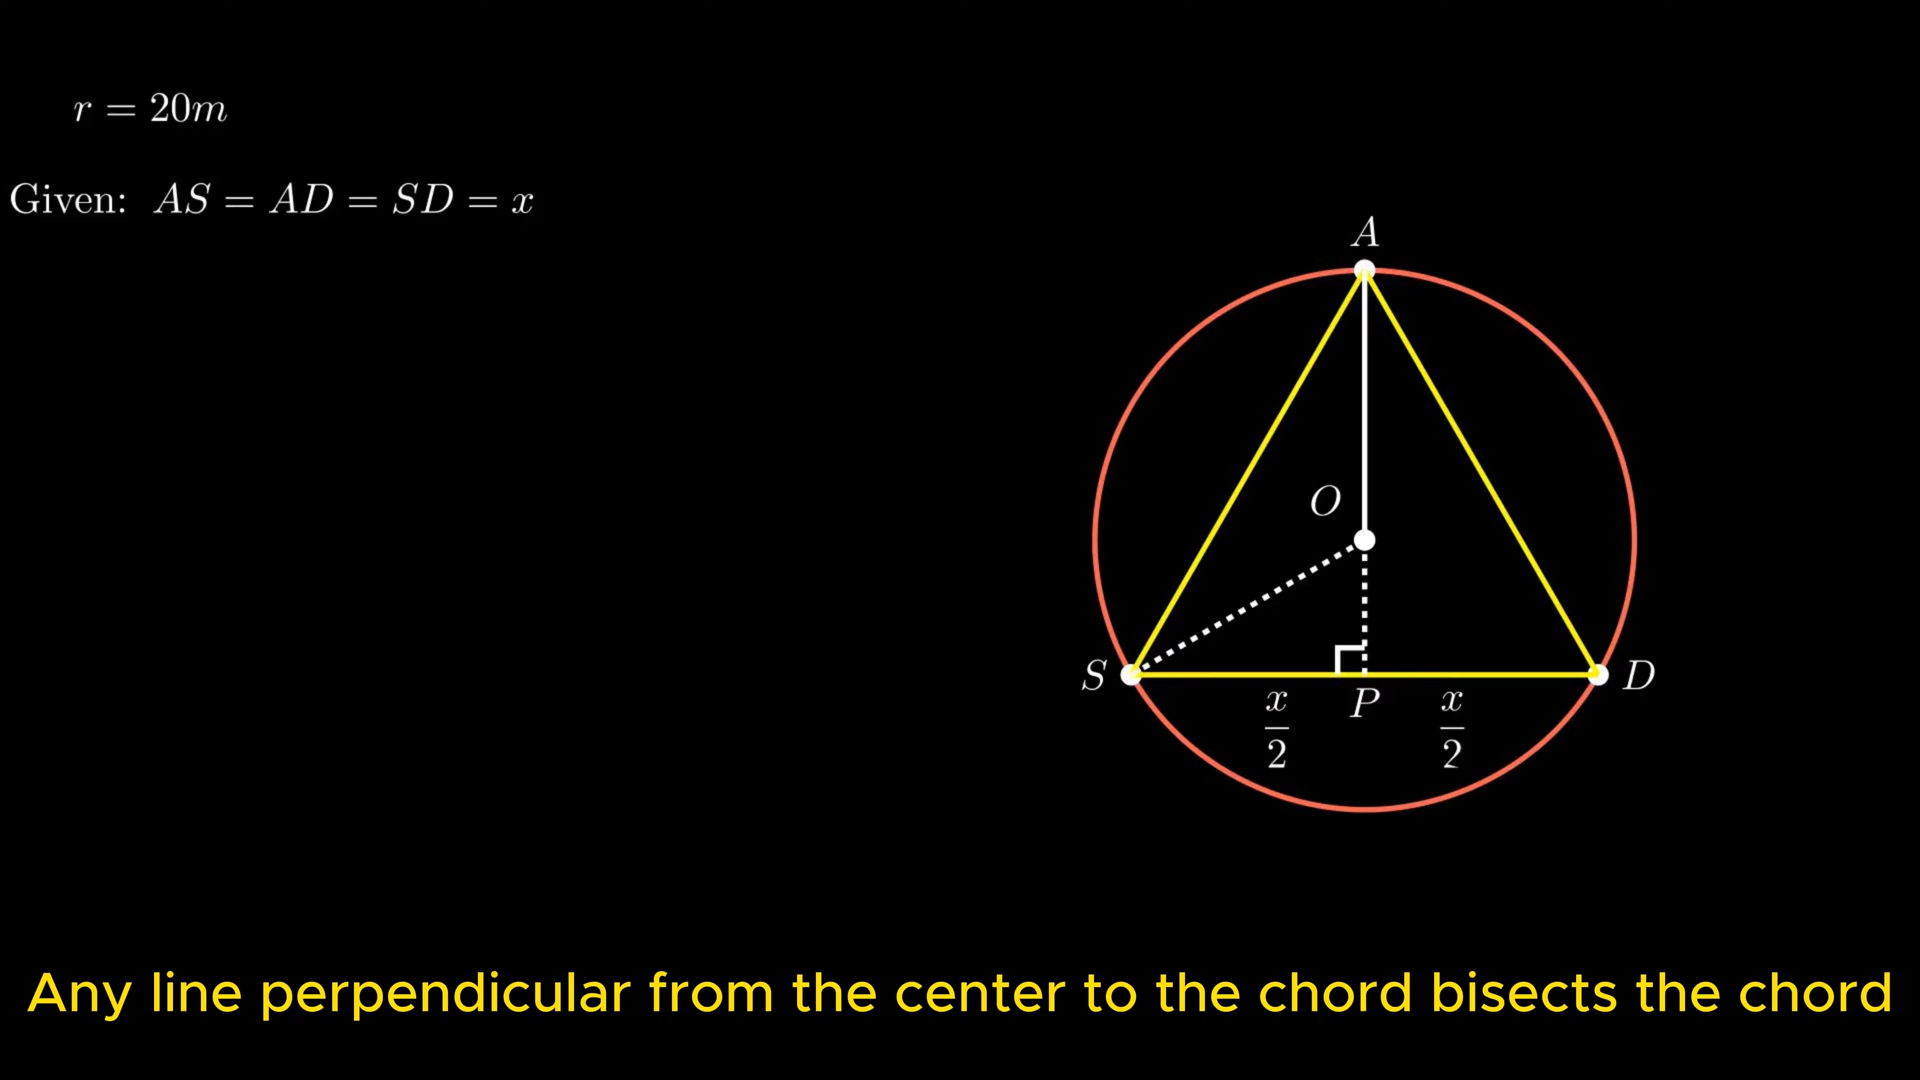 r = 20m
Given: AS = AD = SD = x
A
O
S
D
P
x/2
x/2
Any line perpendicular from the center to the chord bisects the chord